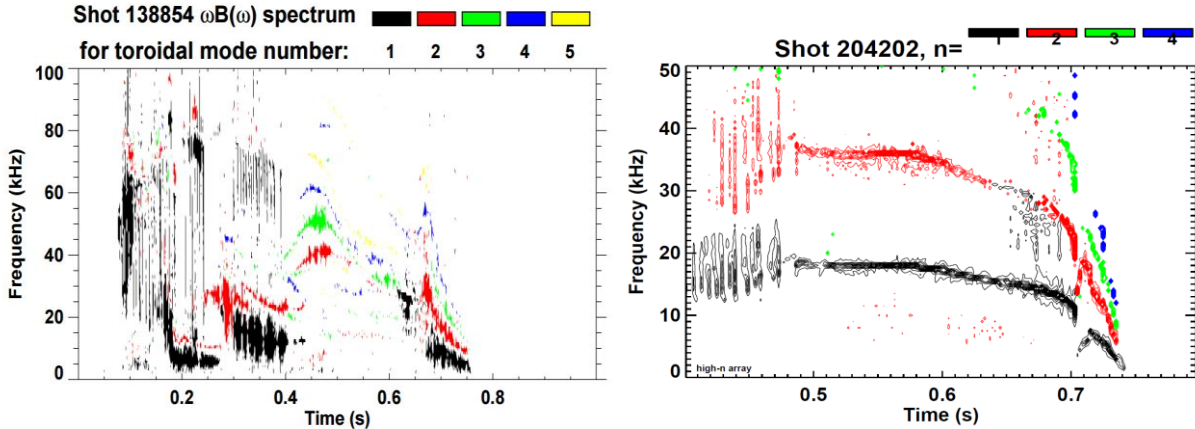 Shot 138854 ωB(ω) spectrum
for toroidal mode number: 1 2 3 4 5
100
80
60
40
20
0
Frequency (kHz)
0.2 0.4 0.6 0.8
Time (s)
Shot 204202, n= 1 2 3 4
50
40
30
20
10
0
Frequency (kHz)
high-n array
0.5 0.6 0.7
Time (s)